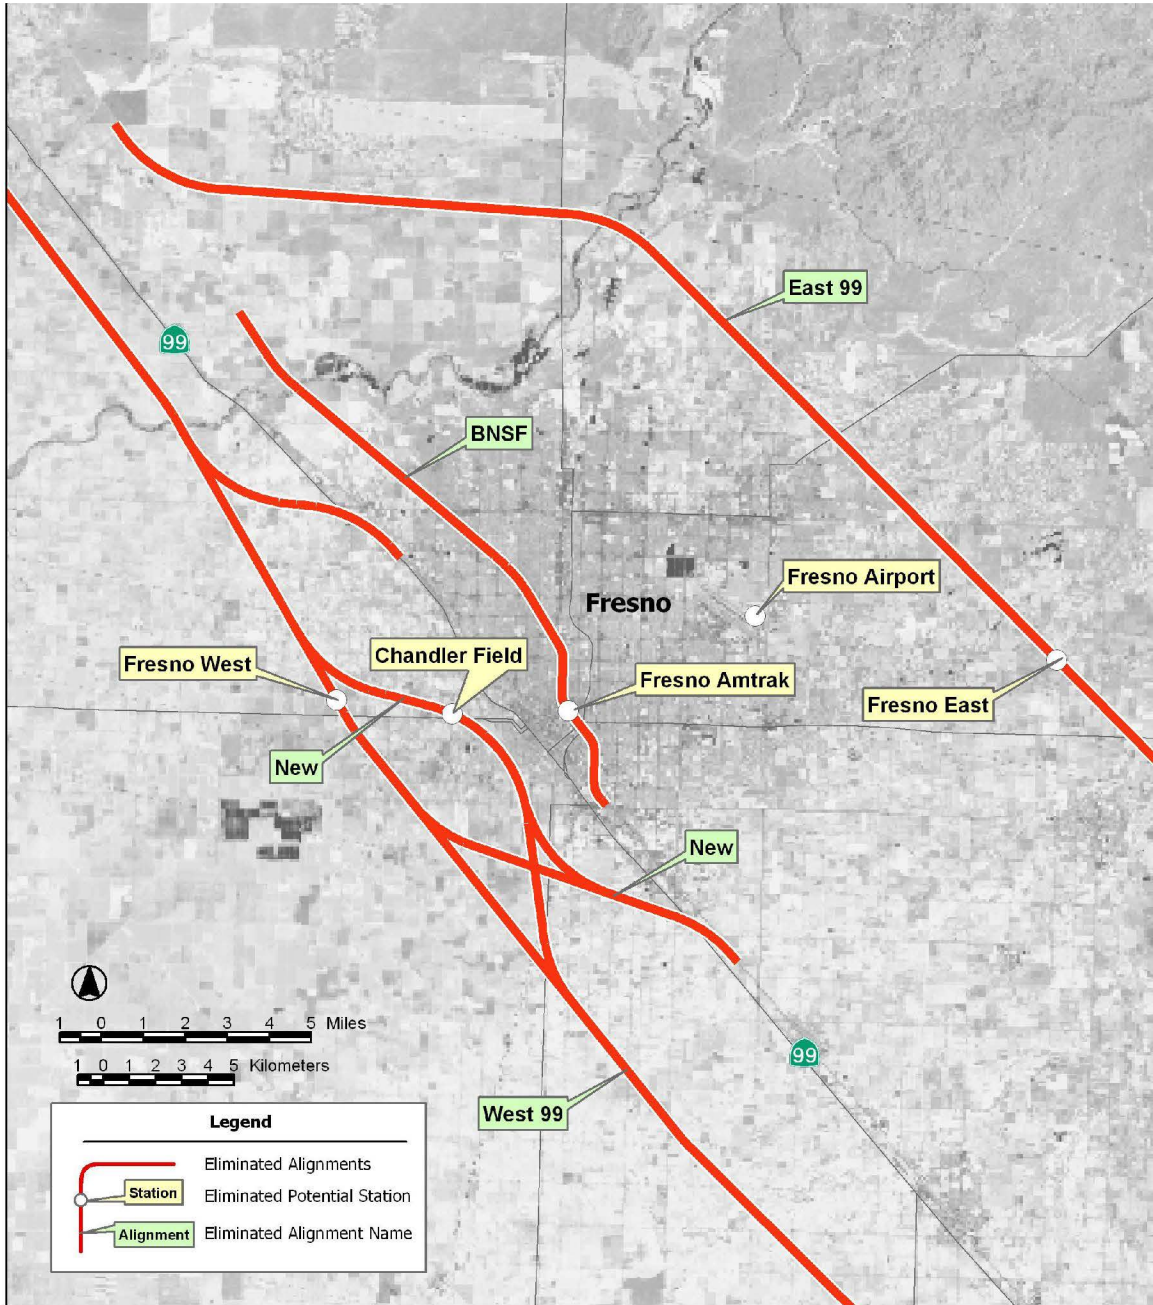 East 99
99
BNSF
Fresno Airport
Fresno
Chandler Field
Fresno West
Fresno Amtrak
Fresno East
New
New
1 0 1 2 3 4 5 Miles
1 0 1 2 3 4 5 Kilometers
99
West 99
Legend
Eliminated Alignments
Station Eliminated Potential Station
Alignment Eliminated Alignment Name